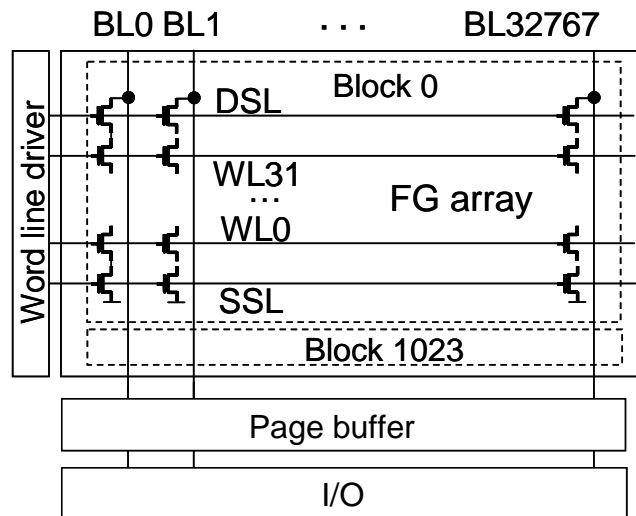 BL0 BL1 ... BL32767
Block 0
DSL
WL31
...
WL0
FG array
SSL
Block 1023
Word line driver
Page buffer
I/O